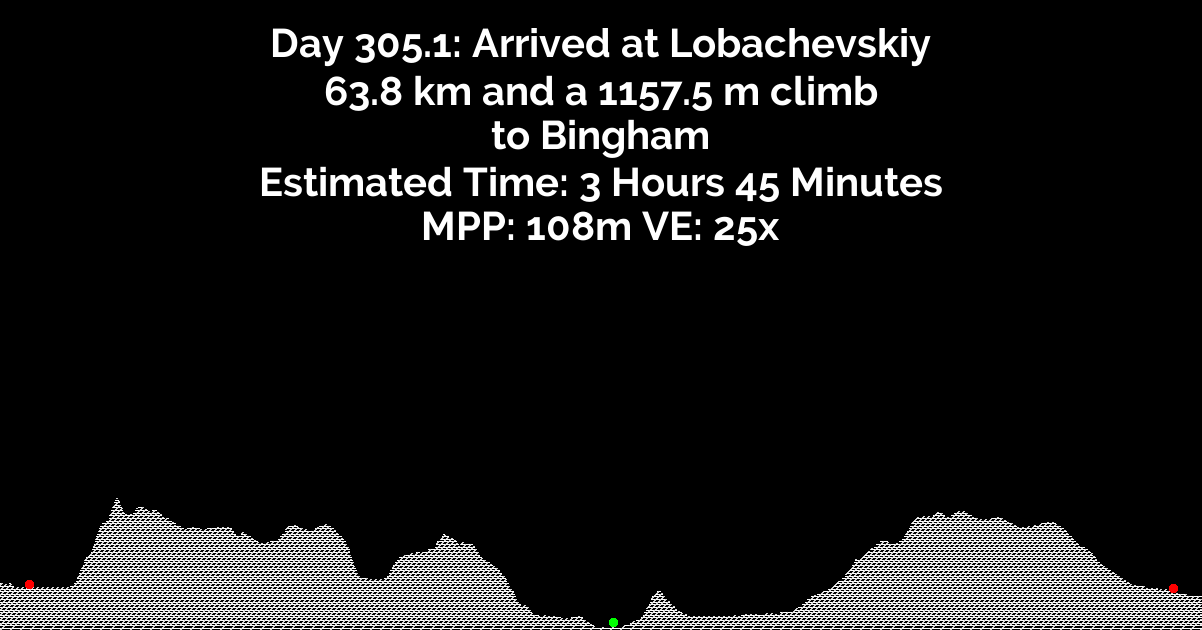 Day 305.1: Arrived at Lobachevskiy
63.8 km and a 1157.5 m climb
to Bingham
Estimated Time: 3 Hours 45 Minutes
MPP: 108m VE: 25x